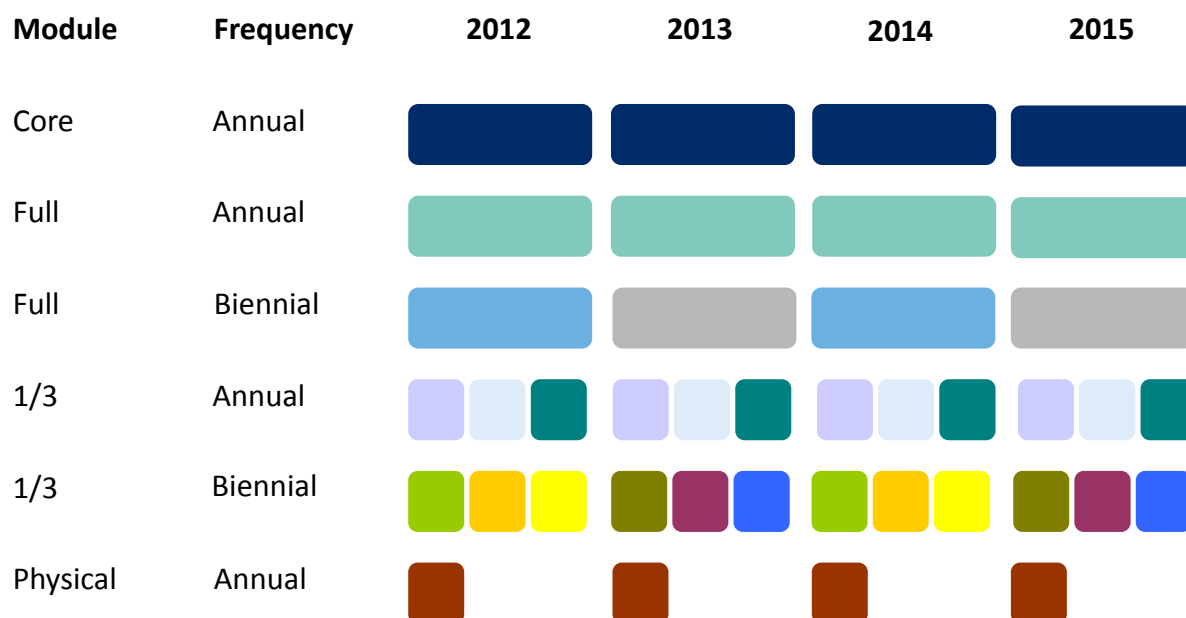 Module Frequency 2012 2013 2014 2015
Core Annual
Full Annual
Full Biennial
1/3 Annual
1/3 Biennial
Physical Annual